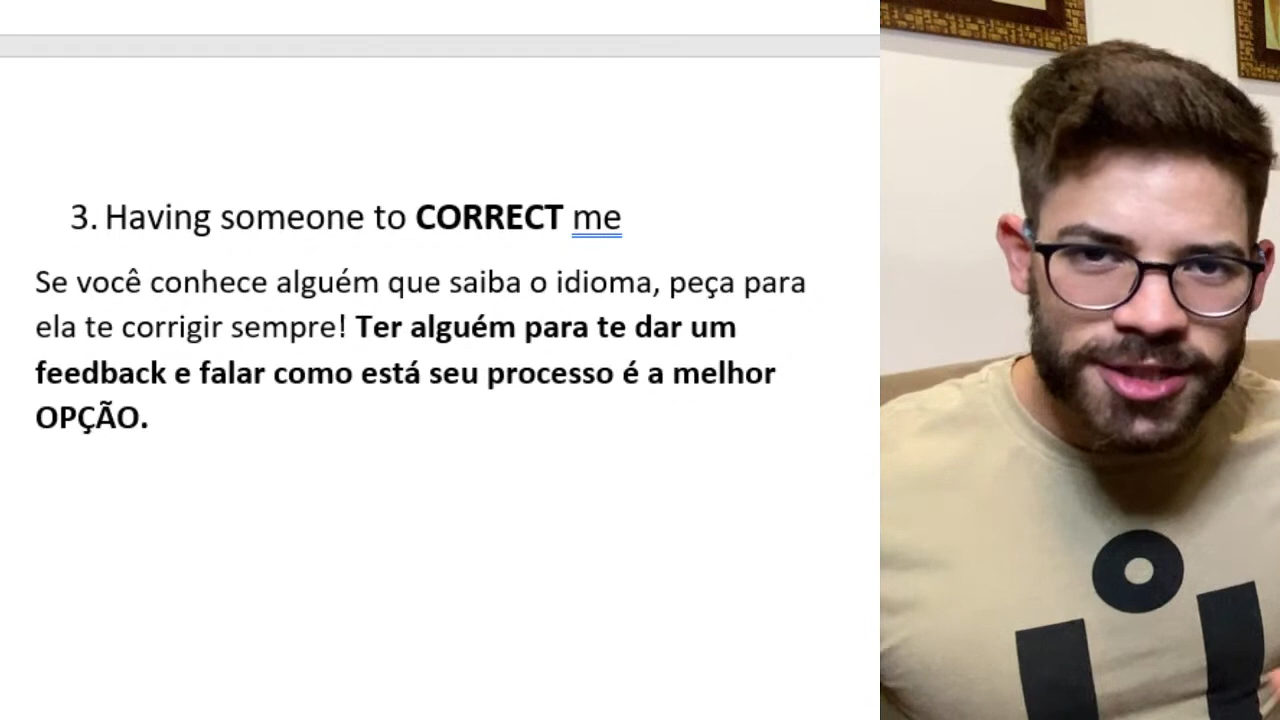 3. Having someone to CORRECT me
Se você conhece alguém que saiba o idioma, peça para
ela te corrigir sempre! Ter alguém para te dar um
feedback e falar como está seu processo é a melhor
OPÇÃO.